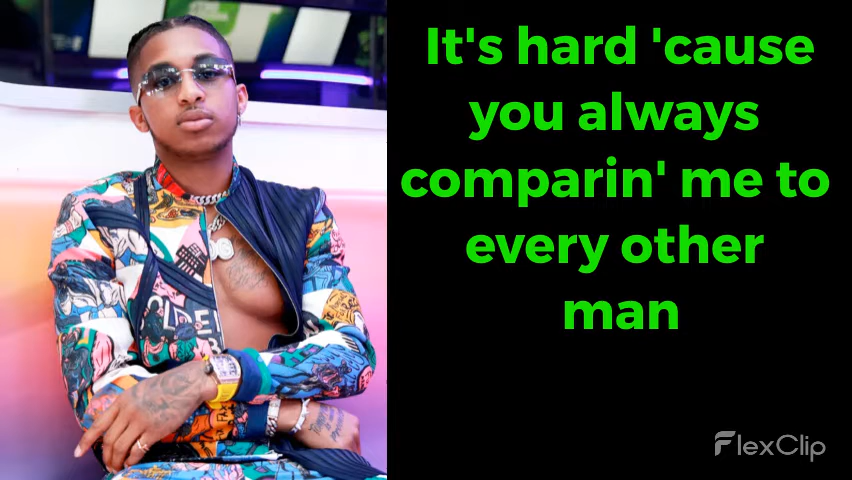 It's hard 'cause
you always
comparin' me to
every other
man
FlexClip